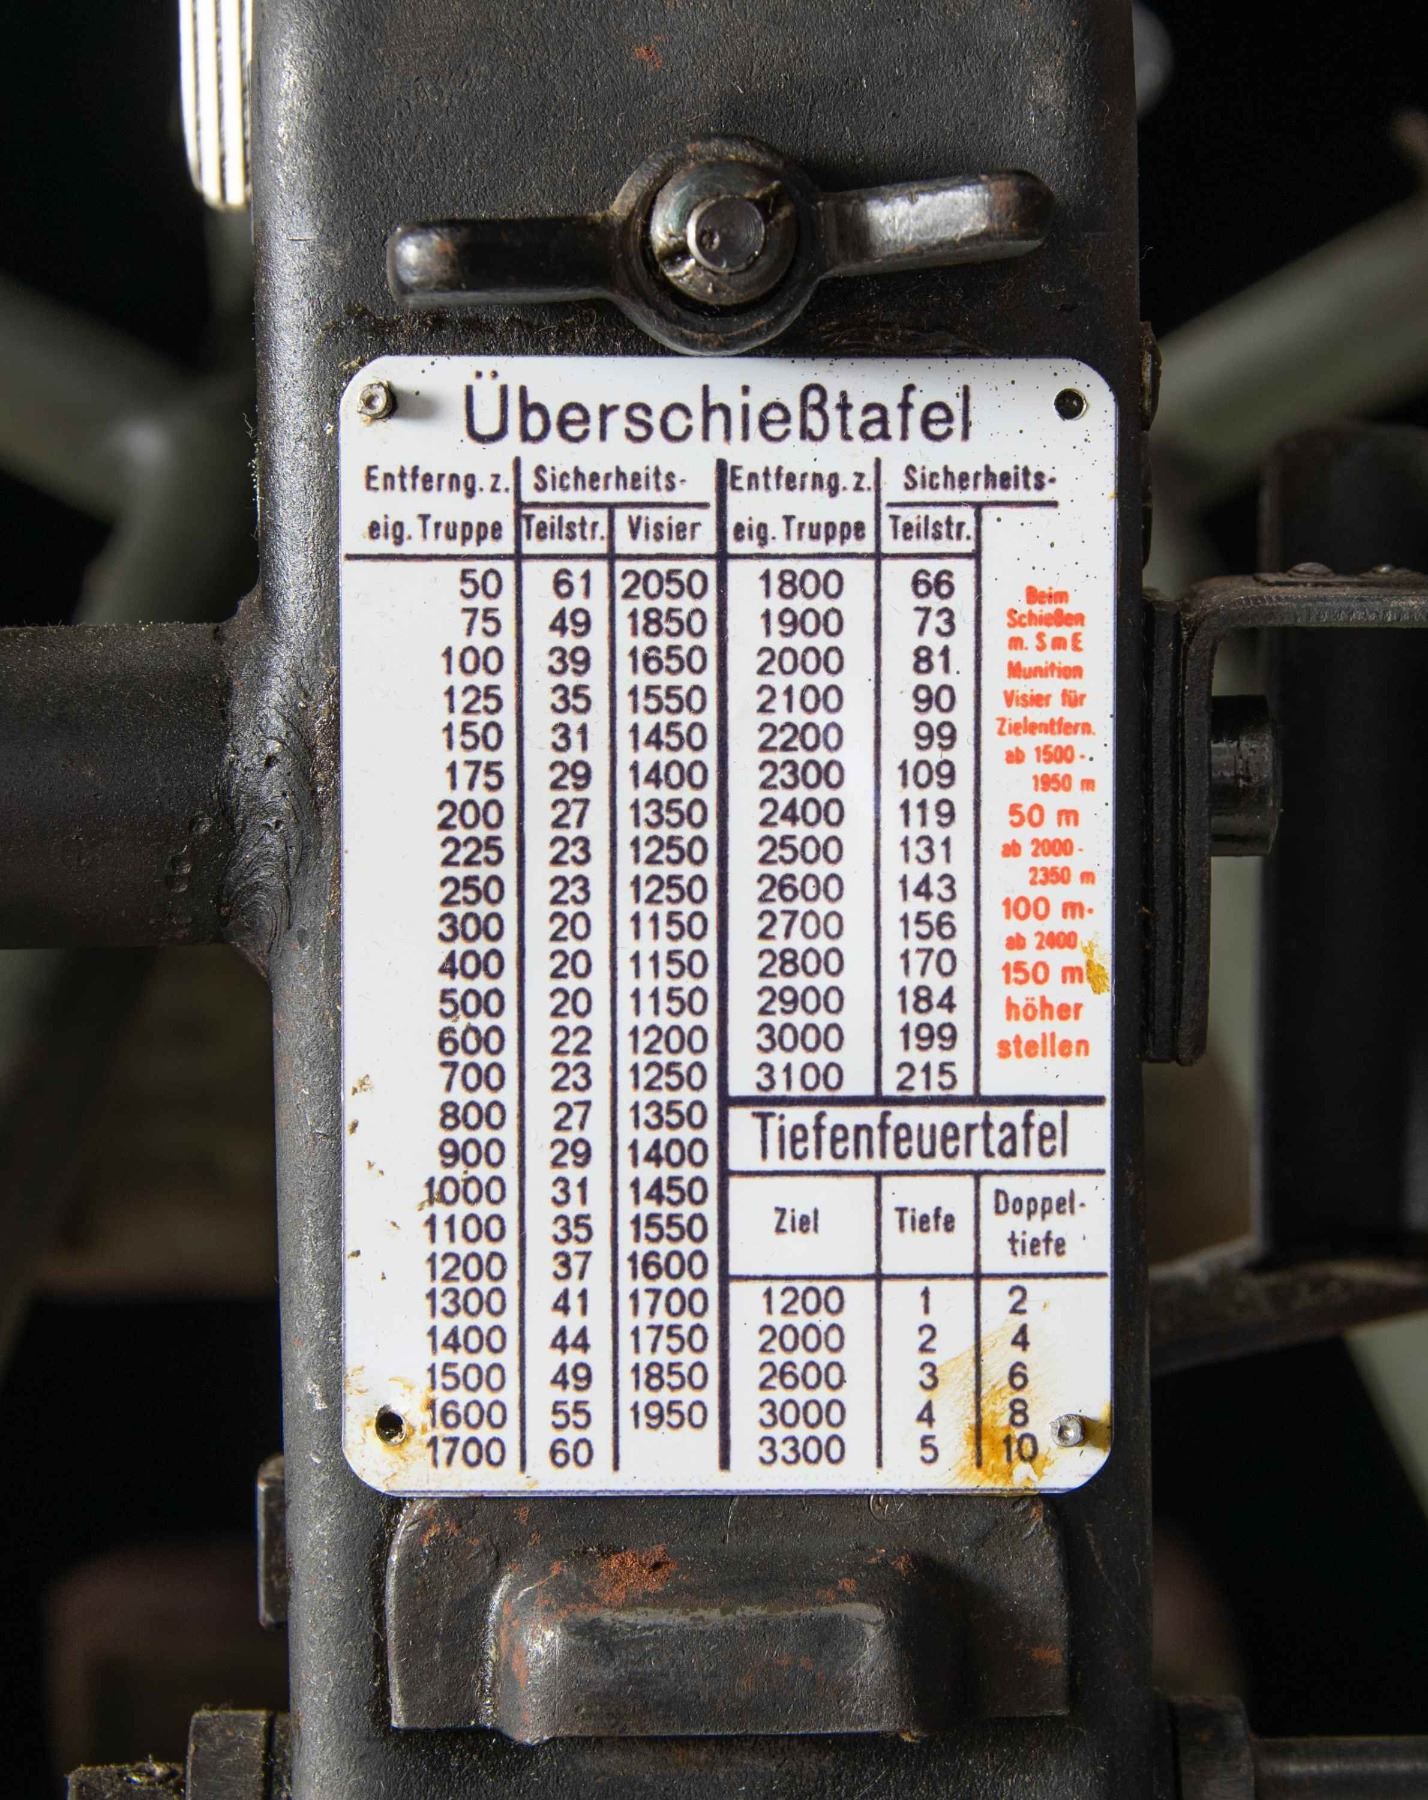 Überschießtafel
Entferng. z. Sicherheits- Entferng. z. Sicherheits-
eig. Truppe Teilstr. Visier eig. Truppe Teilstr.
50 61 2050 1800 66
75 49 1850 1900 73
100 39 1650 2000 81
125 35 1550 2100 90
150 31 1450 2200 99
175 29 1400 2300 109
200 27 1350 2400 119
225 23 1250 2500 131
250 23 1250 2600 143
300 20 1150 2700 156
400 20 1150 2800 170
500 20 1150 2900 184
600 22 1200 3000 199
700 23 1250 3100 215
800 27 1350
900 29 1400
1000 31 1450
1100 35 1550
1200 37 1600
1300 41 1700
1400 44 1750
1500 49 1850
1600 55 1950
1700 60
Beim
Schießen
m. S m E
Munition
Visier für
Zielentfern.
ab 1500 -
1950 m
50 m
ab 2000 -
2350 m
100 m
ab 2400
150 m
höher
stellen
Tiefenfeuertafel
Ziel Tiefe Doppel-
tiefe
1200 1 2
2000 2 4
2600 3 6
3000 4 8
3300 5 10